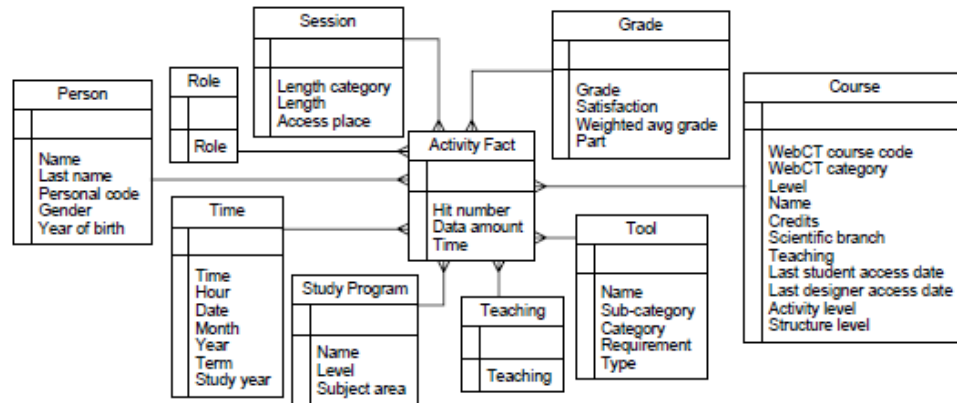 Session
Length category
Length
Access place
Grade
Grade
Satisfaction
Weighted avg grade
Part
Role
Role
Person
Name
Last name
Personal code
Gender
Year of birth
Course
WebCT course code
WebCT category
Level
Name
Credits
Scientific branch
Teaching
Last student access date
Last designer access date
Activity level
Structure level
Activity Fact
Hit number
Data amount
Time
Time
Time
Hour
Date
Month
Year
Term
Study year
Study Program
Name
Level
Subject area
Teaching
Teaching
Tool
Name
Sub-category
Category
Requirement
Type